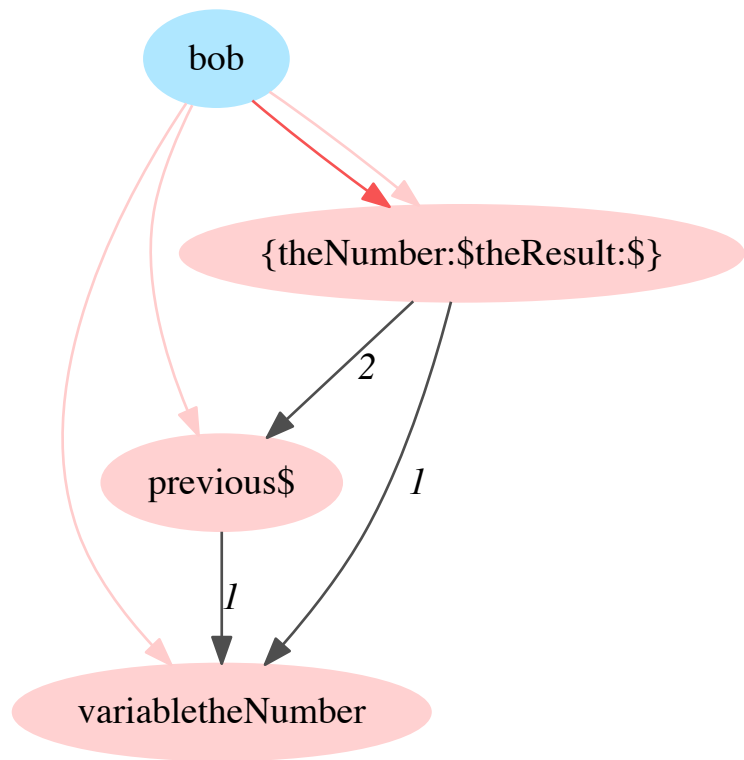 bob
{theNumber:$theResult:$}
2
previous$
1
1
variabletheNumber